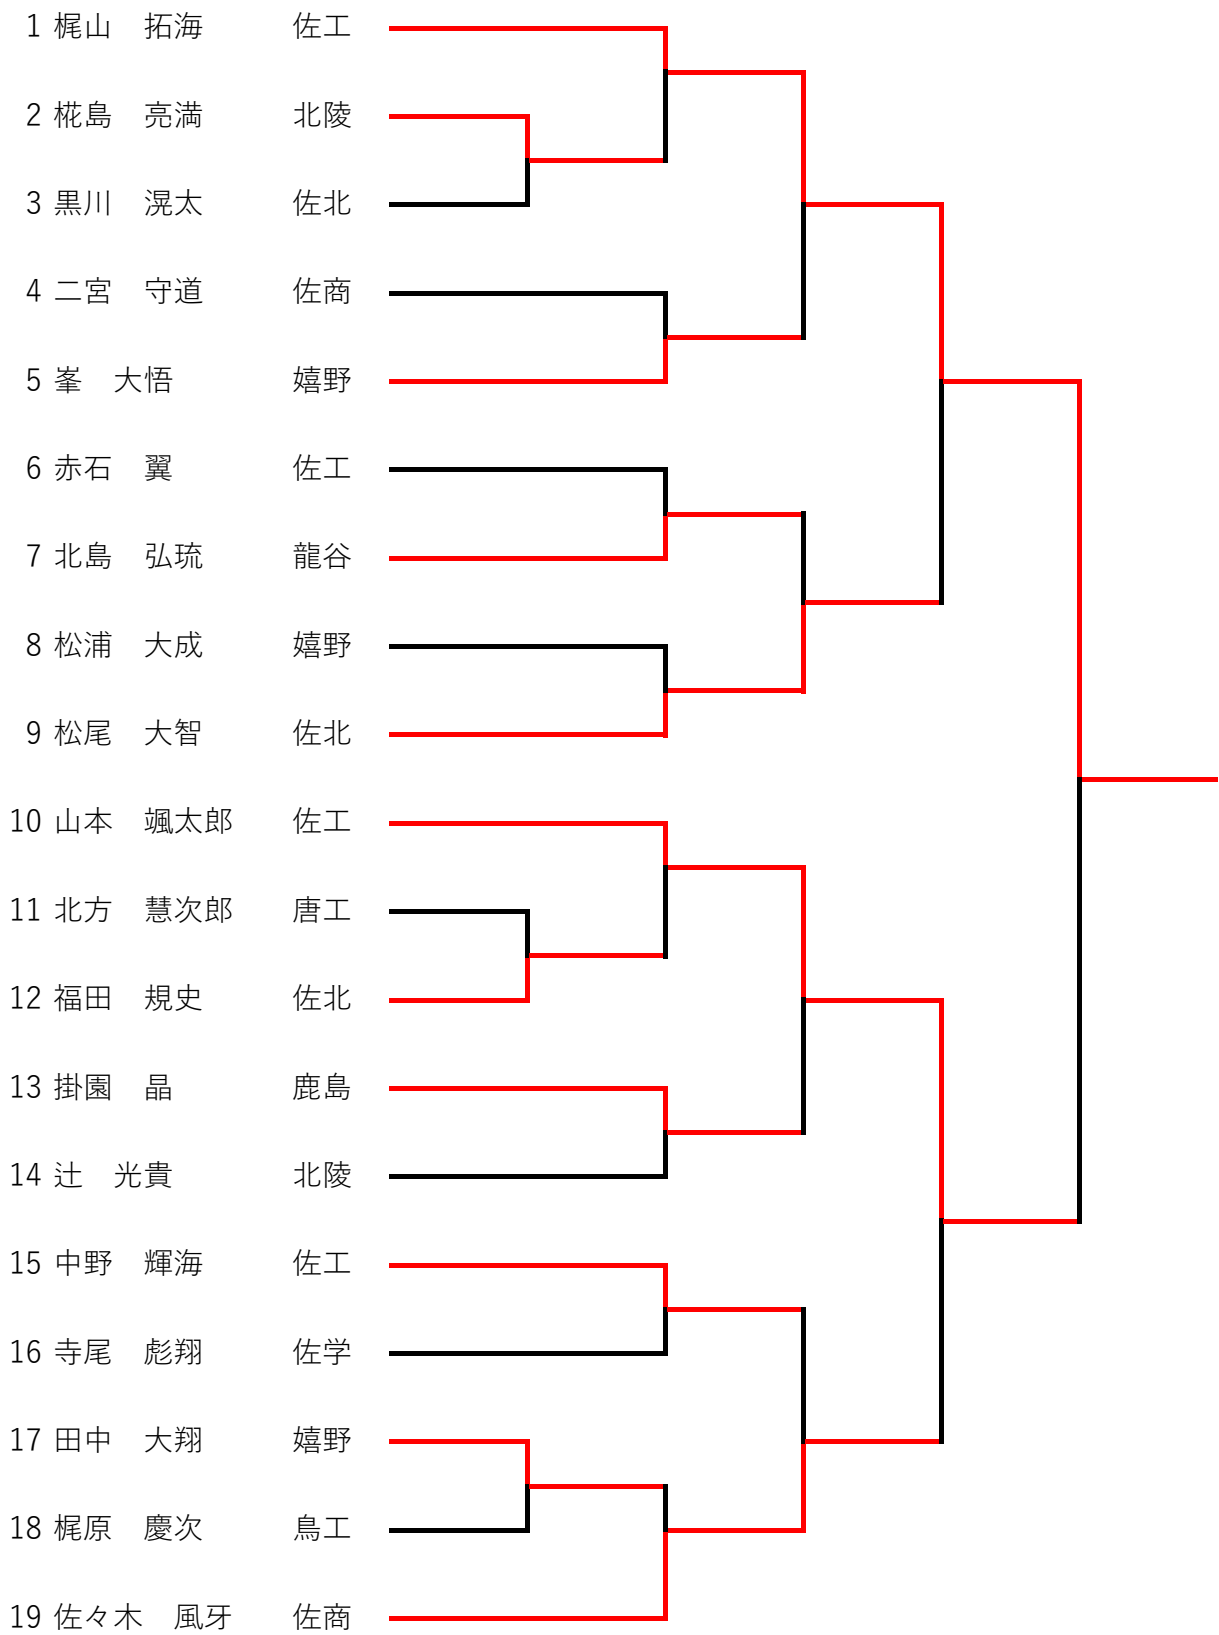 1 梶山　拓海 佐工
2 椛島　亮満 北陵
3 黒川　滉太 佐北
4 二宮　守道 佐商
5 峯　大悟 嬉野
6 赤石　翼 佐工
7 北島　弘琉 龍谷
8 松浦　大成 嬉野
9 松尾　大智 佐北
10 山本　颯太郎 佐工
11 北方　慧次郎 唐工
12 福田　規史 佐北
13 掛園　晶 鹿島
14 辻　光貴 北陵
15 中野　輝海 佐工
16 寺尾　彪翔 佐学
17 田中　大翔 嬉野
18 梶原　慶次 鳥工
19 佐々木　風牙 佐商